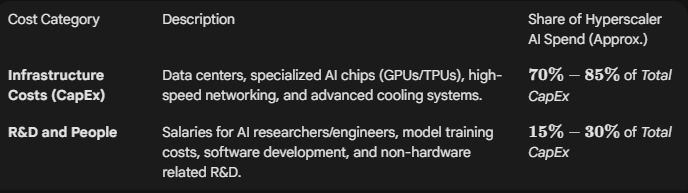 Cost Category
Description
Share of Hyperscaler
AI Spend (Approx.)
Infrastructure
Costs (CapEx)
Data centers, specialized AI chips (GPUs/TPUs), high-
speed networking, and advanced cooling systems.
70% – 85% of Total
CapEx
R&D and People
Salaries for AI researchers/engineers, model training
costs, software development, and non-hardware
related R&D.
15% – 30% of Total
CapEx